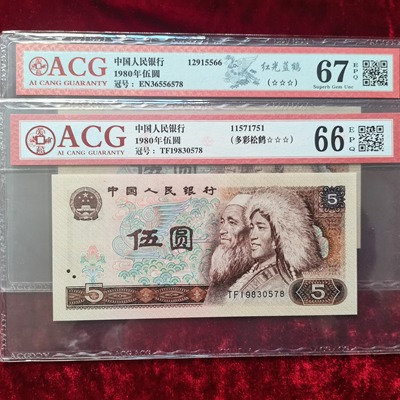 ACG
AI CANG GUARANTY
中国人民银行 12915566
1980年伍圆
冠号：EN36556578
红光蓝鹤
(☆☆☆)
67 EPQ
Superb Gem Unc
ACG
AI CANG GUARANTY
中国人民银行 11571751
1980年伍圆 (多彩松鹤☆☆☆)
冠号：TF19830578
66 EPQ
中国人民银行
5
伍圆
5
TF19830578
5